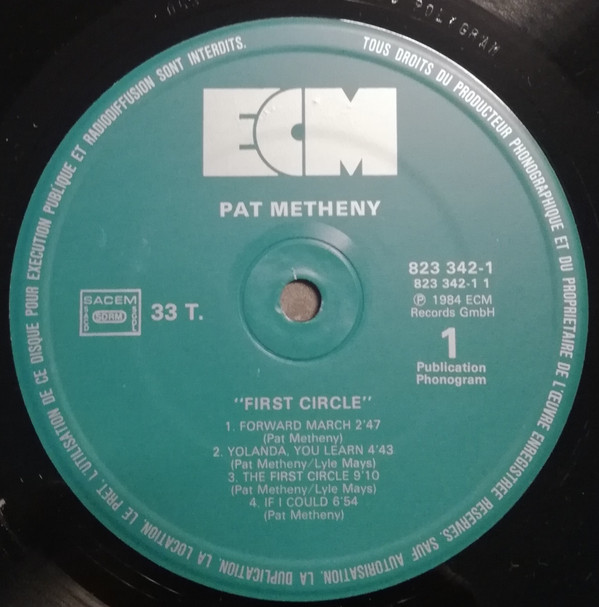 POLYGRAM
TOUS DROITS DU PRODUCTEUR PHONOGRAPHIQUE ET DU PROPRIETAIRE DE L'ŒUVRE ENREGISTREE RESERVES. SAUF AUTORISATION, LA DUPLICATION, LA LOCATION, LE PRET, L'UTILISATION DE CE DISQUE POUR EXECUTION PUBLIQUE ET RADIODIFFUSION SONT INTERDITS.
ECM
PAT METHENY
823 342-1
823 342-1 1
℗ 1984 ECM
Records GmbH
SACEM
SACD
SDRM
SGDL
33 T.
1
Publication
Phonogram
"FIRST CIRCLE"
1. FORWARD MARCH 2'47
(Pat Metheny)
2. YOLANDA, YOU LEARN 4'43
(Pat Metheny/Lyle Mays)
3. THE FIRST CIRCLE 9'10
(Pat Metheny/Lyle Mays)
4. IF I COULD 6'54
(Pat Metheny)